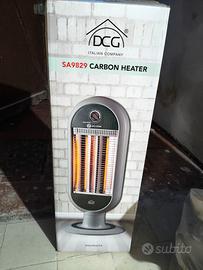 DCG
ITALIAN COMPANY
SA9829 CARBON HEATER
subito